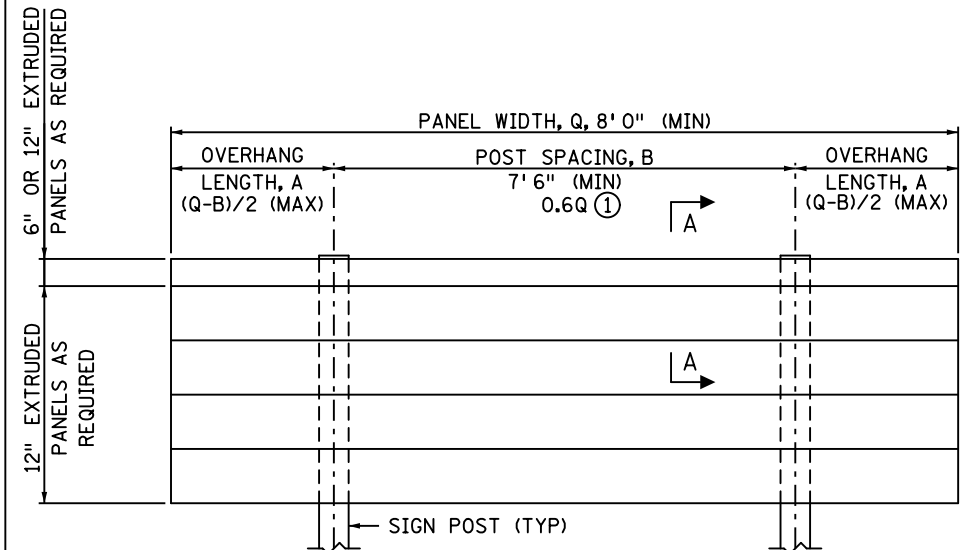 6" OR 12" EXTRUDED
PANELS AS REQUIRED
PANEL WIDTH, Q, 8'0" (MIN)
OVERHANG
LENGTH, A
(Q-B)/2 (MAX)
POST SPACING, B
7'6" (MIN)
0.6Q 1
OVERHANG
LENGTH, A
(Q-B)/2 (MAX)
A
A
12" EXTRUDED
PANELS AS
REQUIRED
SIGN POST (TYP)